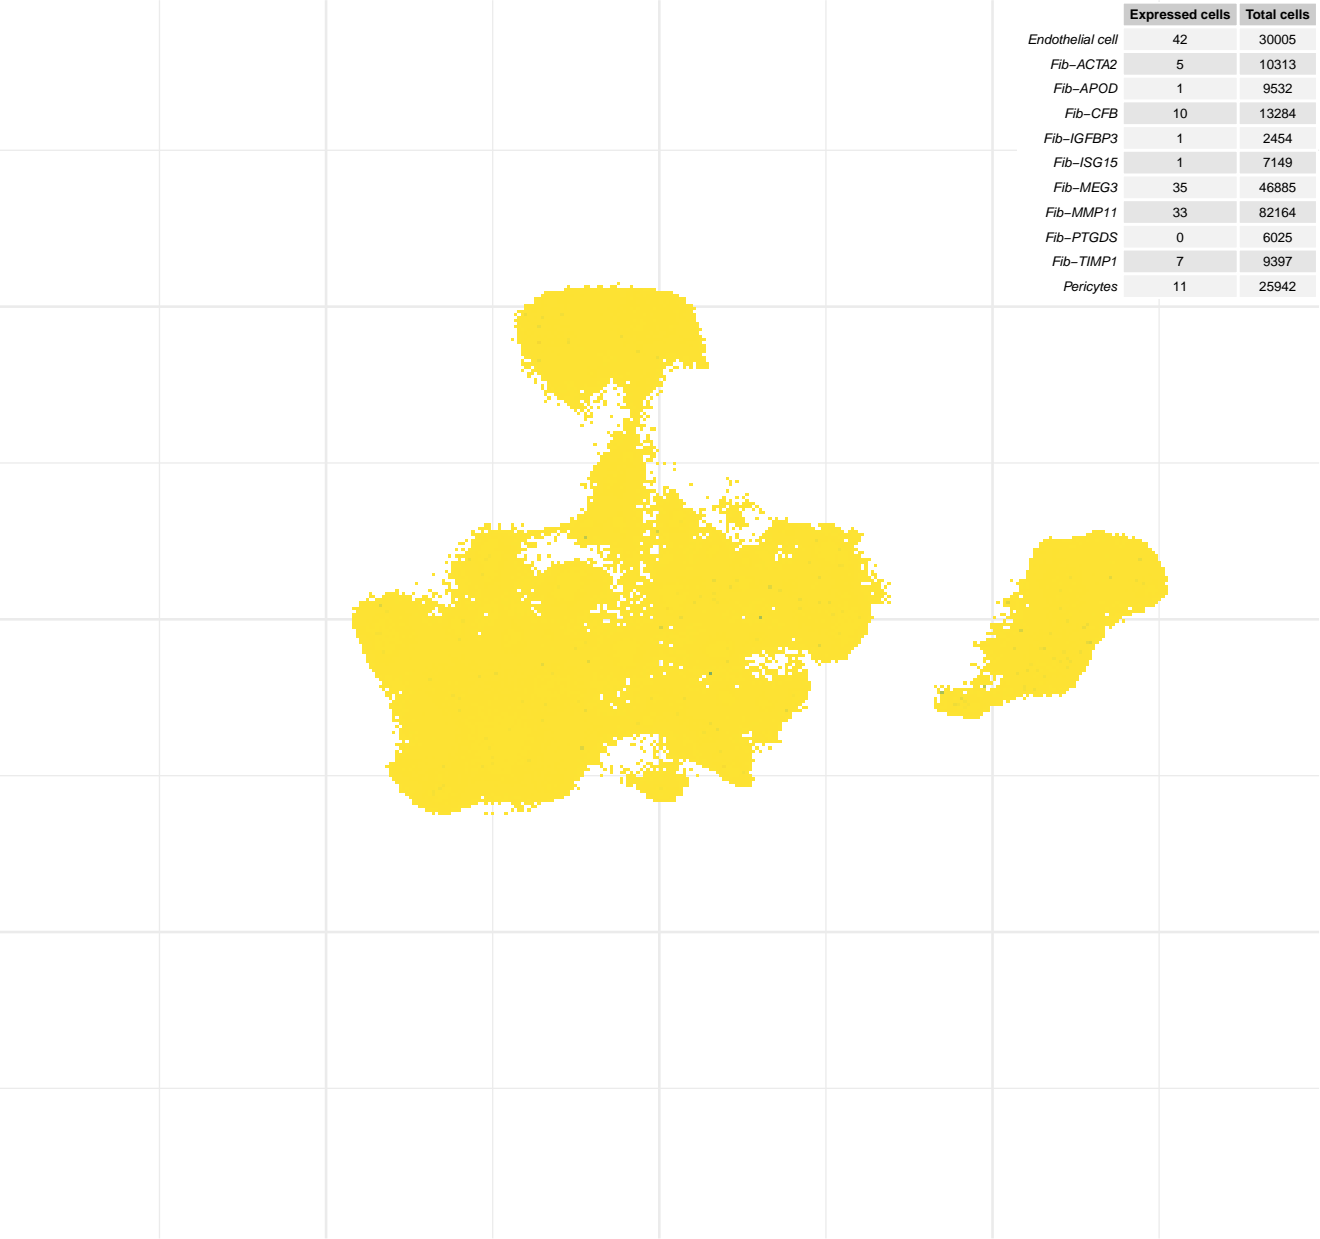 Expressed cells Total cells
Endothelial cell 42 30005
Fib−ACTA2 5 10313
Fib−APOD 1 9532
Fib−CFB 10 13284
Fib−IGFBP3 1 2454
Fib−ISG15 1 7149
Fib−MEG3 35 46885
Fib−MMP11 33 82164
Fib−PTGDS 0 6025
Fib−TIMP1 7 9397
Pericytes 11 25942